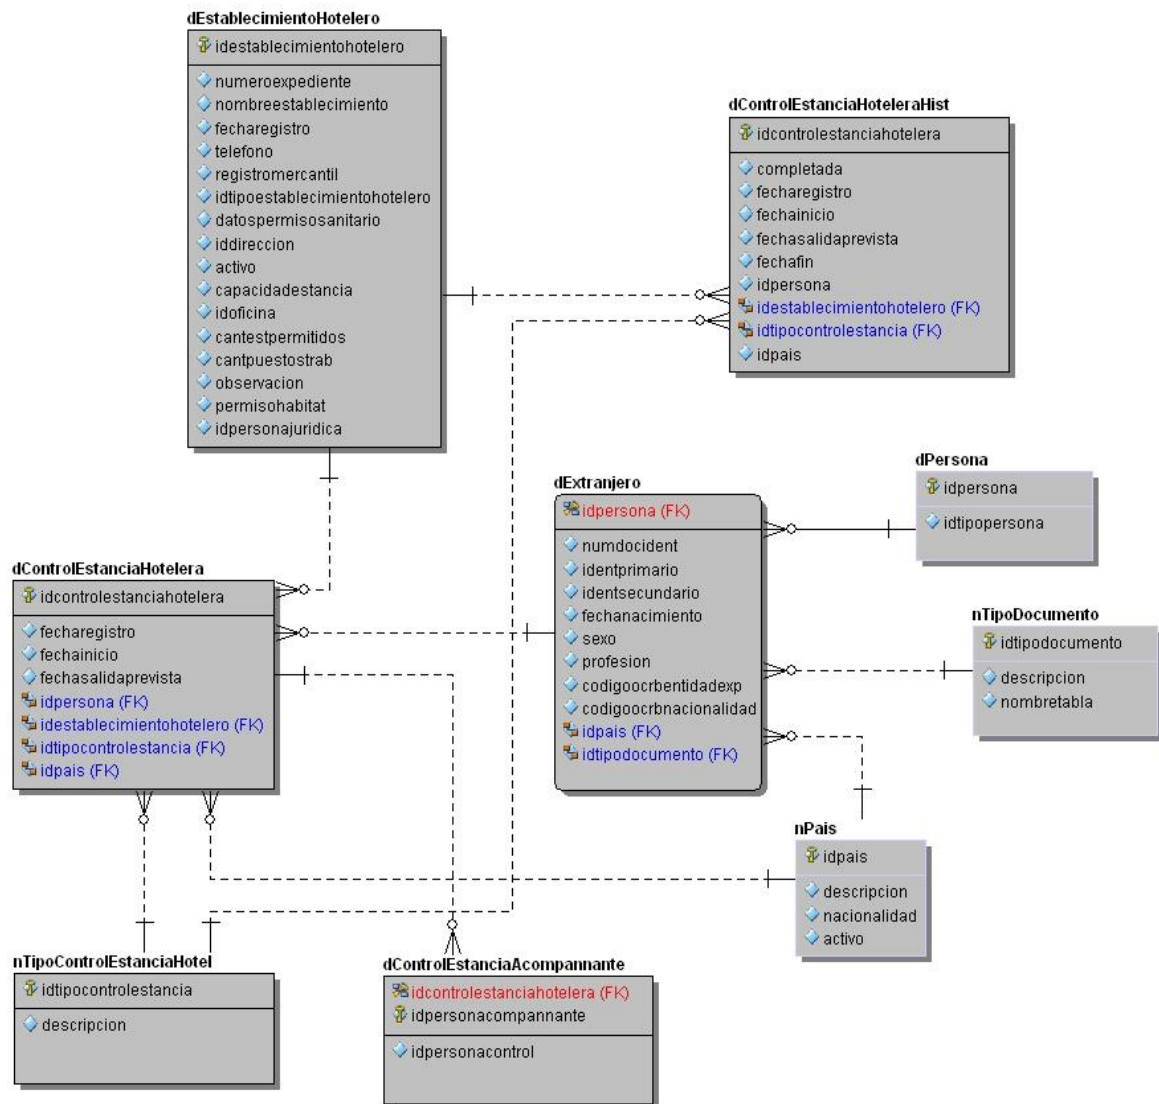 dEstablecimientoHotelero
idestablecimientohotelero
numeroexpediente
nombreestablecimiento
fecharegistro
telefono
registromercantil
idtipoestablecimientohotelero
datospermisosanitario
iddireccion
activo
capacidadestancia
idoficina
cantestpermitidos
cantpuestostrab
observacion
permisohabitat
idpersonajuridica
dControlEstanciaHoteleraHist
idcontrolestanciahotelera
completada
fecharegistro
fechainicio
fechasalidaprevista
fechafin
idpersona
idestablecimientohotelero (FK)
idtipocontrolestancia (FK)
idpais
dExtranjero
idpersona (FK)
numdocident
identprimario
identsecundario
fechanacimiento
sexo
profesion
codigoocrbentidadexp
codigoocrbnacionalidad
idpais (FK)
idtipodocumento (FK)
dPersona
idpersona
idtipopersona
dControlEstanciaHotelera
idcontrolestanciahotelera
fecharegistro
fechainicio
fechasalidaprevista
idpersona (FK)
idestablecimientohotelero (FK)
idtipocontrolestancia (FK)
idpais (FK)
nTipoDocumento
idtipodocumento
descripcion
nombretabla
nPais
idpais
descripcion
nacionalidad
activo
nTipoControlEstanciaHotel
idtipocontrolestancia
descripcion
dControlEstanciaAcompannante
idcontrolestanciahotelera (FK)
idpersonacompannante
idpersonacontrol